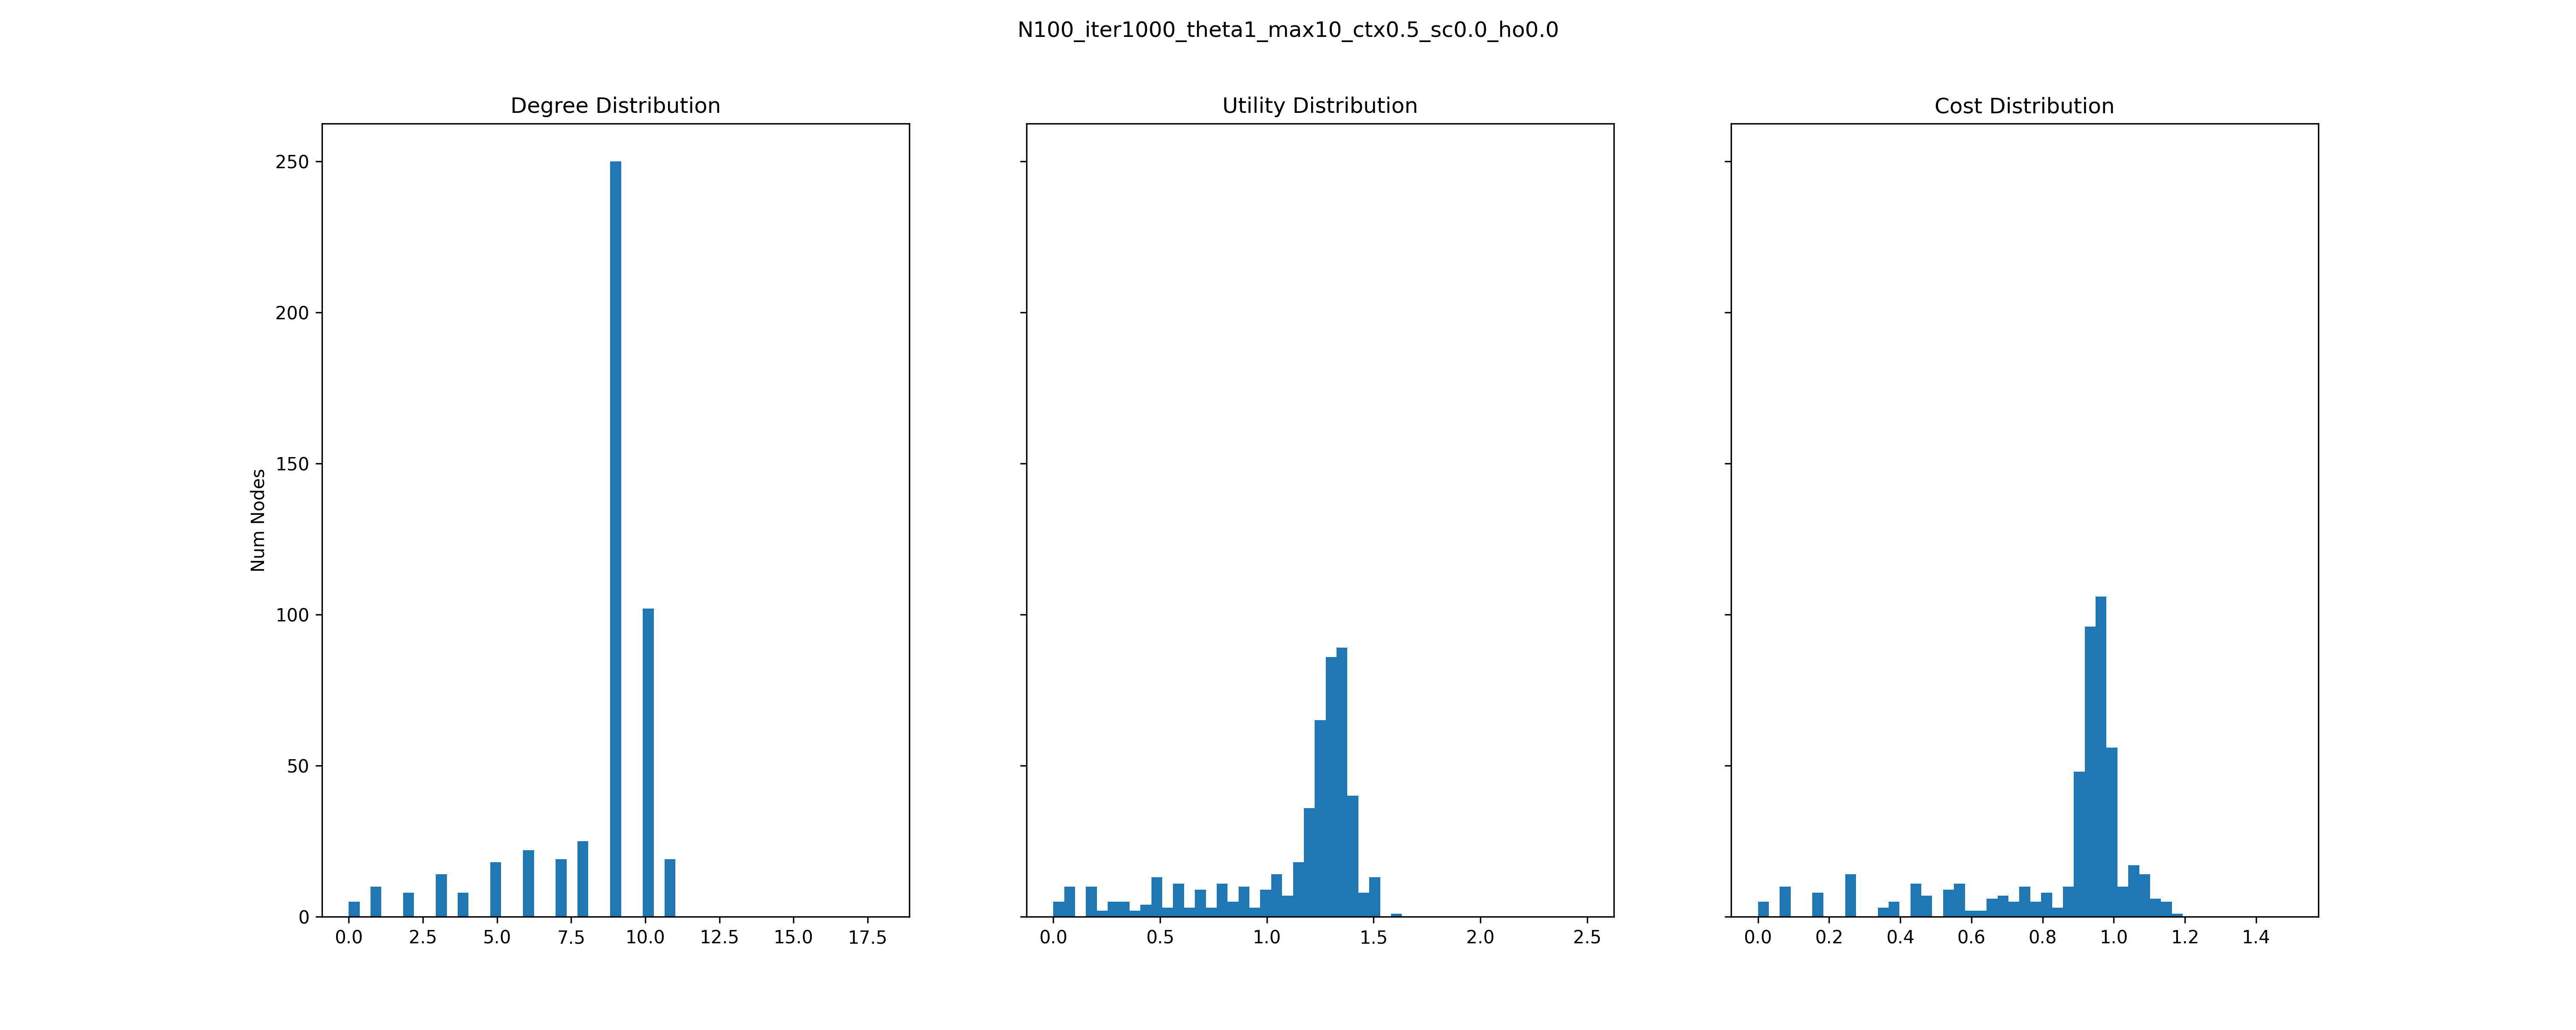 N100_iter1000_theta1_max10_ctx0.5_sc0.0_ho0.0
Degree Distribution
Utility Distribution
Cost Distribution
Num Nodes
250
200
150
100
50
0
0.0 2.5 5.0 7.5 10.0 12.5 15.0 17.5
0.0 0.5 1.0 1.5 2.0 2.5
0.0 0.2 0.4 0.6 0.8 1.0 1.2 1.4